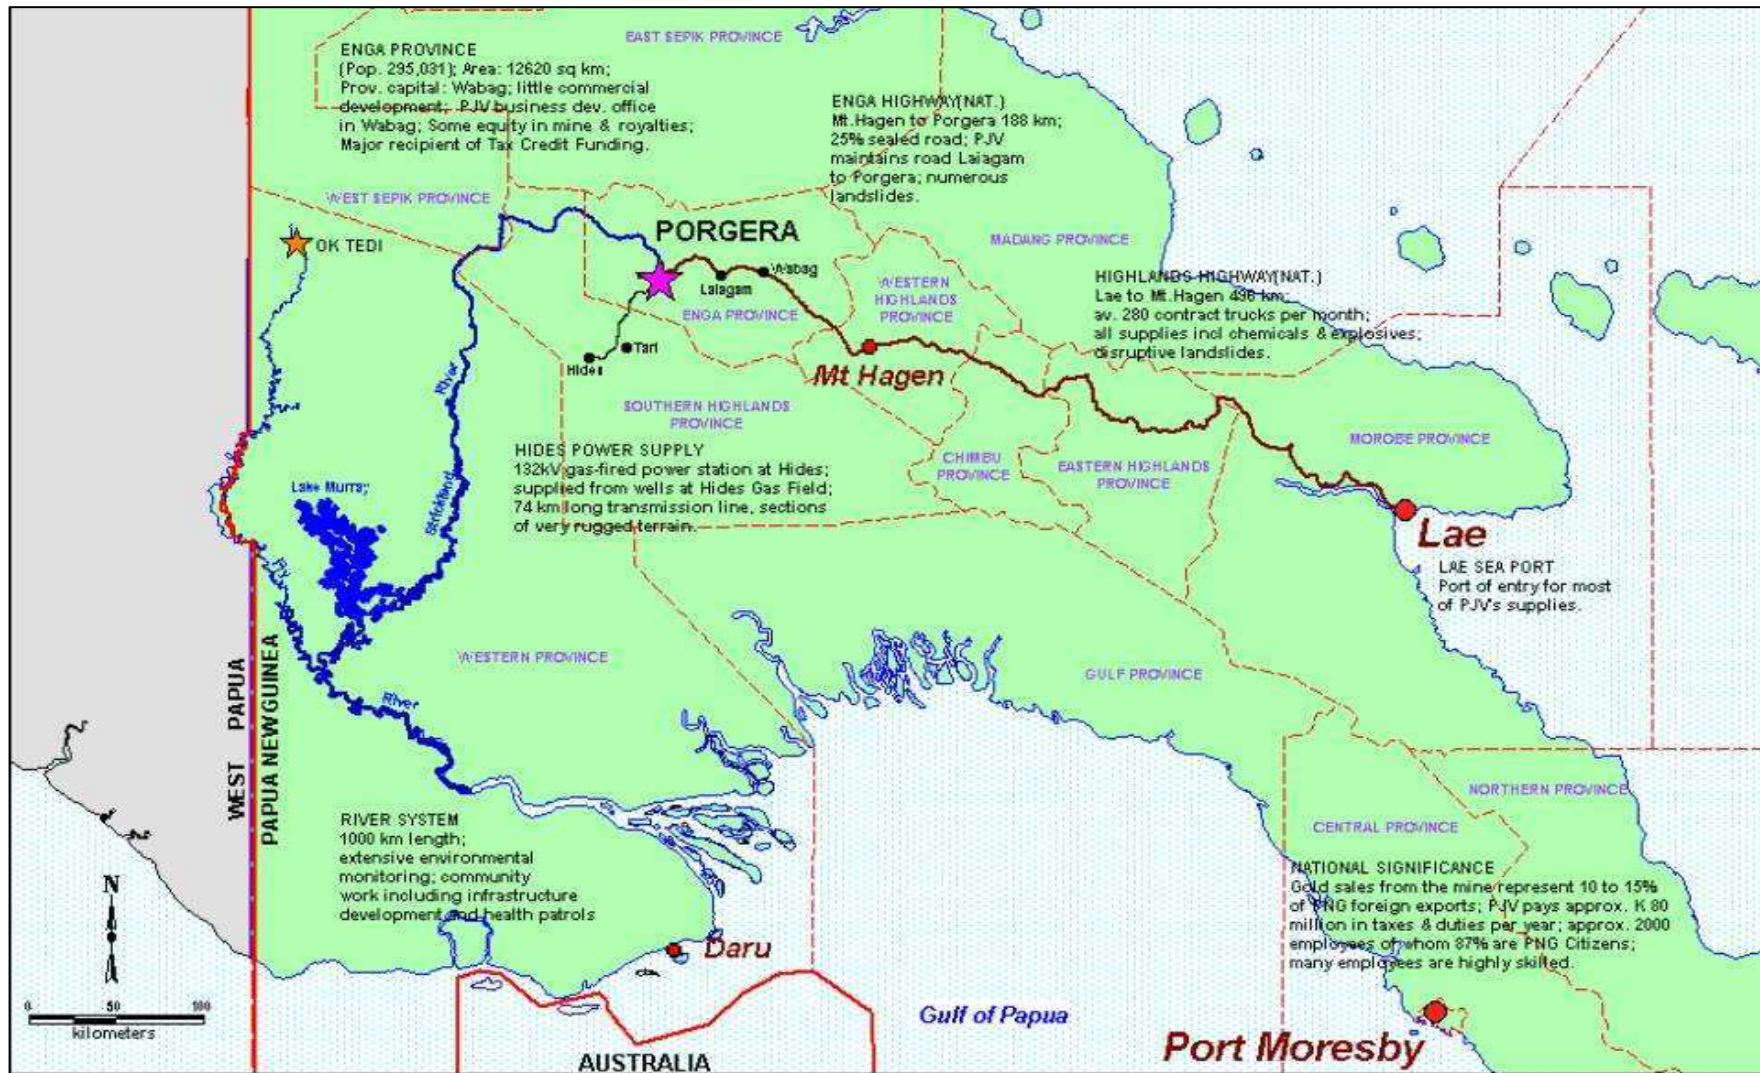 EAST SEPIK PROVINCE
ENGA PROVINCE
(Pop. 295,031); Area: 12620 sq km;
Prov. capital: Wabag; little commercial
development; PJV business dev. office
in Wabag; Some equity in mine & royalties;
Major recipient of Tax Credit Funding.
ENGA HIGHWAY(NAT.)
Mt.Hagen to Porgera 188 km;
25% sealed road; PJV
maintains road Laiagam
to Porgera; numerous
landslides.
WEST SEPIK PROVINCE
OK TEDI
PORGERA
Laiagam
Wabag
MADANG PROVINCE
WESTERN
HIGHLANDS
PROVINCE
HIGHLANDS HIGHWAY(NAT.)
Lae to Mt.Hagen 496 km;
av. 280 contract trucks per month;
all supplies incl chemicals & explosives;
disruptive landslides.
ENGA PROVINCE
Tari
Hides
Mt Hagen
SOUTHERN HIGHLANDS
PROVINCE
HIDES POWER SUPPLY
132kV gas-fired power station at Hides;
supplied from wells at Hides Gas Field;
74 km long transmission line, sections
of very rugged terrain.
CHIMBU
PROVINCE
EASTERN HIGHLANDS
PROVINCE
MOROBE PROVINCE
Lae
LAE SEA PORT
Port of entry for most
of PJV's supplies.
River
Strickland
Lake Murray
Fly
River
WESTERN PROVINCE
GULF PROVINCE
WEST PAPUA
PAPUA NEWGUINEA
NORTHERN PROVINCE
CENTRAL PROVINCE
RIVER SYSTEM
1000 km length;
extensive environmental
monitoring; community
work including infrastructure
development and health patrols
NATIONAL SIGNIFICANCE
Gold sales from the mine represent 10 to 15%
of PNG foreign exports; PJV pays approx. K 80
million in taxes & duties per year; approx. 2000
employees of whom 87% are PNG Citizens;
many employees are highly skilled.
N
0 50 100
kilometers
Daru
Gulf of Papua
Port Moresby
AUSTRALIA